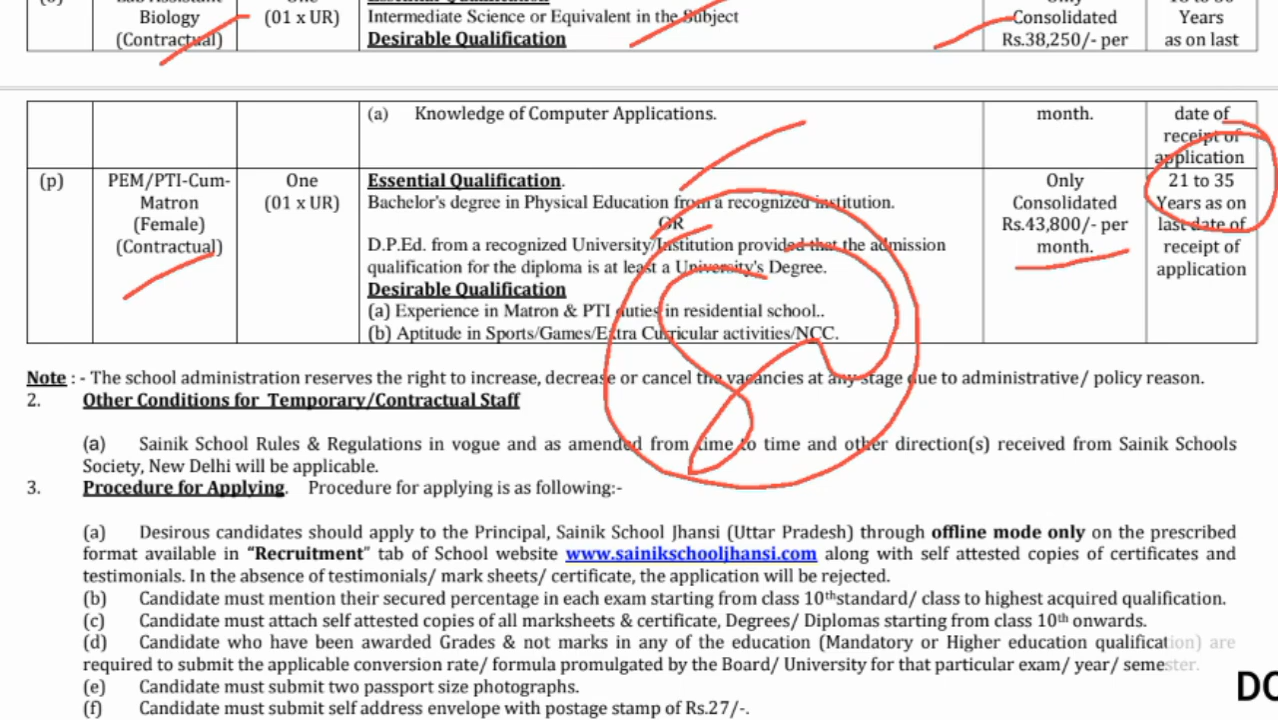 Biology
(Contractual)
One
(01 x UR)
Intermediate Science or Equivalent in the Subject
Desirable Qualification
Only
Consolidated
Rs.38,250/- per
Years
as on last
(a) Knowledge of Computer Applications.
month.
date of
receipt of
application
(p)
PEM/PTI-Cum-
Matron
(Female)
(Contractual)
One
(01 x UR)
Essential Qualification.
Bachelor's degree in Physical Education from a recognized institution.
OR
D.P.Ed. from a recognized University/Institution provided that the admission
qualification for the diploma is at least a University's Degree.
Desirable Qualification
(a) Experience in Matron & PTI duties in residential school..
(b) Aptitude in Sports/Games/Extra Curricular activities/NCC.
Only
Consolidated
Rs.43,800/- per
month.
21 to 35
Years as on
last date of
receipt of
application
Note : - The school administration reserves the right to increase, decrease or cancel the vacancies at any stage due to administrative/ policy reason.
2. Other Conditions for Temporary/Contractual Staff
(a) Sainik School Rules & Regulations in vogue and as amended from time to time and other direction(s) received from Sainik Schools
Society, New Delhi will be applicable.
3. Procedure for Applying. Procedure for applying is as following:-
(a) Desirous candidates should apply to the Principal, Sainik School Jhansi (Uttar Pradesh) through offline mode only on the prescribed
format available in "Recruitment" tab of School website www.sainikschooljhansi.com along with self attested copies of certificates and
testimonials. In the absence of testimonials/ mark sheets/ certificate, the application will be rejected.
(b) Candidate must mention their secured percentage in each exam starting from class 10thstandard/ class to highest acquired qualification.
(c) Candidate must attach self attested copies of all marksheets & certificate, Degrees/ Diplomas starting from class 10th onwards.
(d) Candidate who have been awarded Grades & not marks in any of the education (Mandatory or Higher education qualification) are
required to submit the applicable conversion rate/ formula promulgated by the Board/ University for that particular exam/ year/ semester.
(e) Candidate must submit two passport size photographs.
(f) Candidate must submit self address envelope with postage stamp of Rs.27/-.